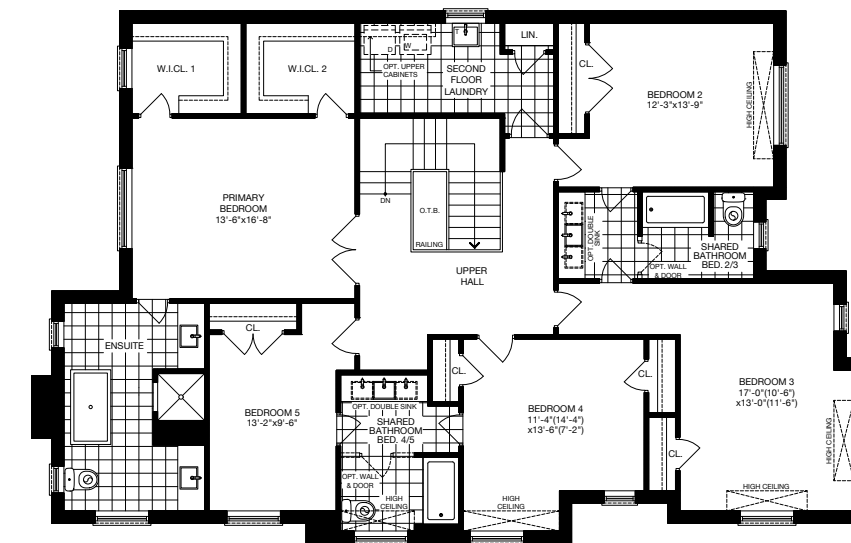 W.I.CL. 1
W.I.CL. 2
D
W
T
OPT. UPPER
CABINETS
SECOND
FLOOR
LAUNDRY
LIN.
CL.
BEDROOM 2
12'-3"x13'-9"
HIGH CEILING
PRIMARY
BEDROOM
13'-6"x16'-8"
DN
O.T.B.
RAILING
UPPER
HALL
OPT. DOUBLE
SINK
SHARED
BATHROOM
BED. 2/3
OPT. WALL
& DOOR
ENSUITE
CL.
BEDROOM 5
13'-2"x9'-6"
OPT. DOUBLE SINK
SHARED
BATHROOM
BED. 4/5
OPT. WALL
& DOOR
HIGH
CEILING
CL.
BEDROOM 4
11'-4"(14'-4")
x13'-6"(7'-2")
HIGH
CEILING
CL.
CL.
BEDROOM 3
17'-0"(10'-6")
x13'-0"(11'-6")
HIGH CEILING
HIGH CEILING